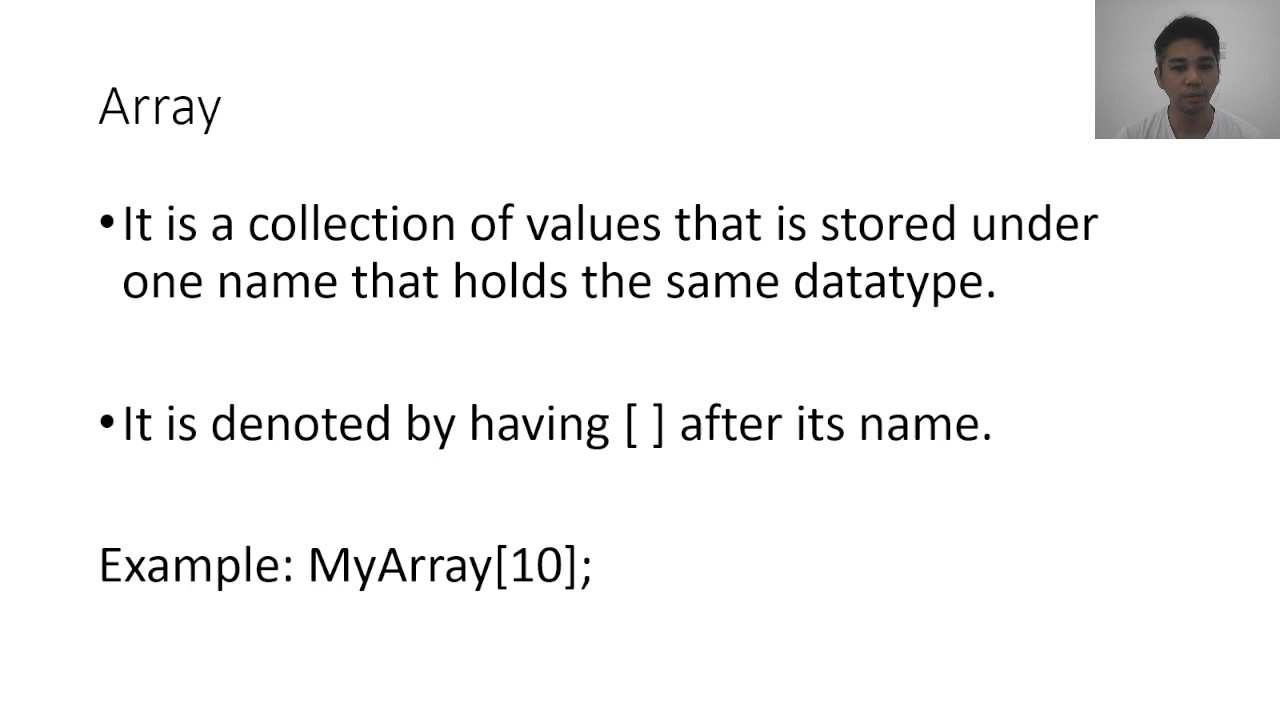 Array
•It is a collection of values that is stored under
one name that holds the same datatype.
•It is denoted by having [ ] after its name.
Example: MyArray[10];